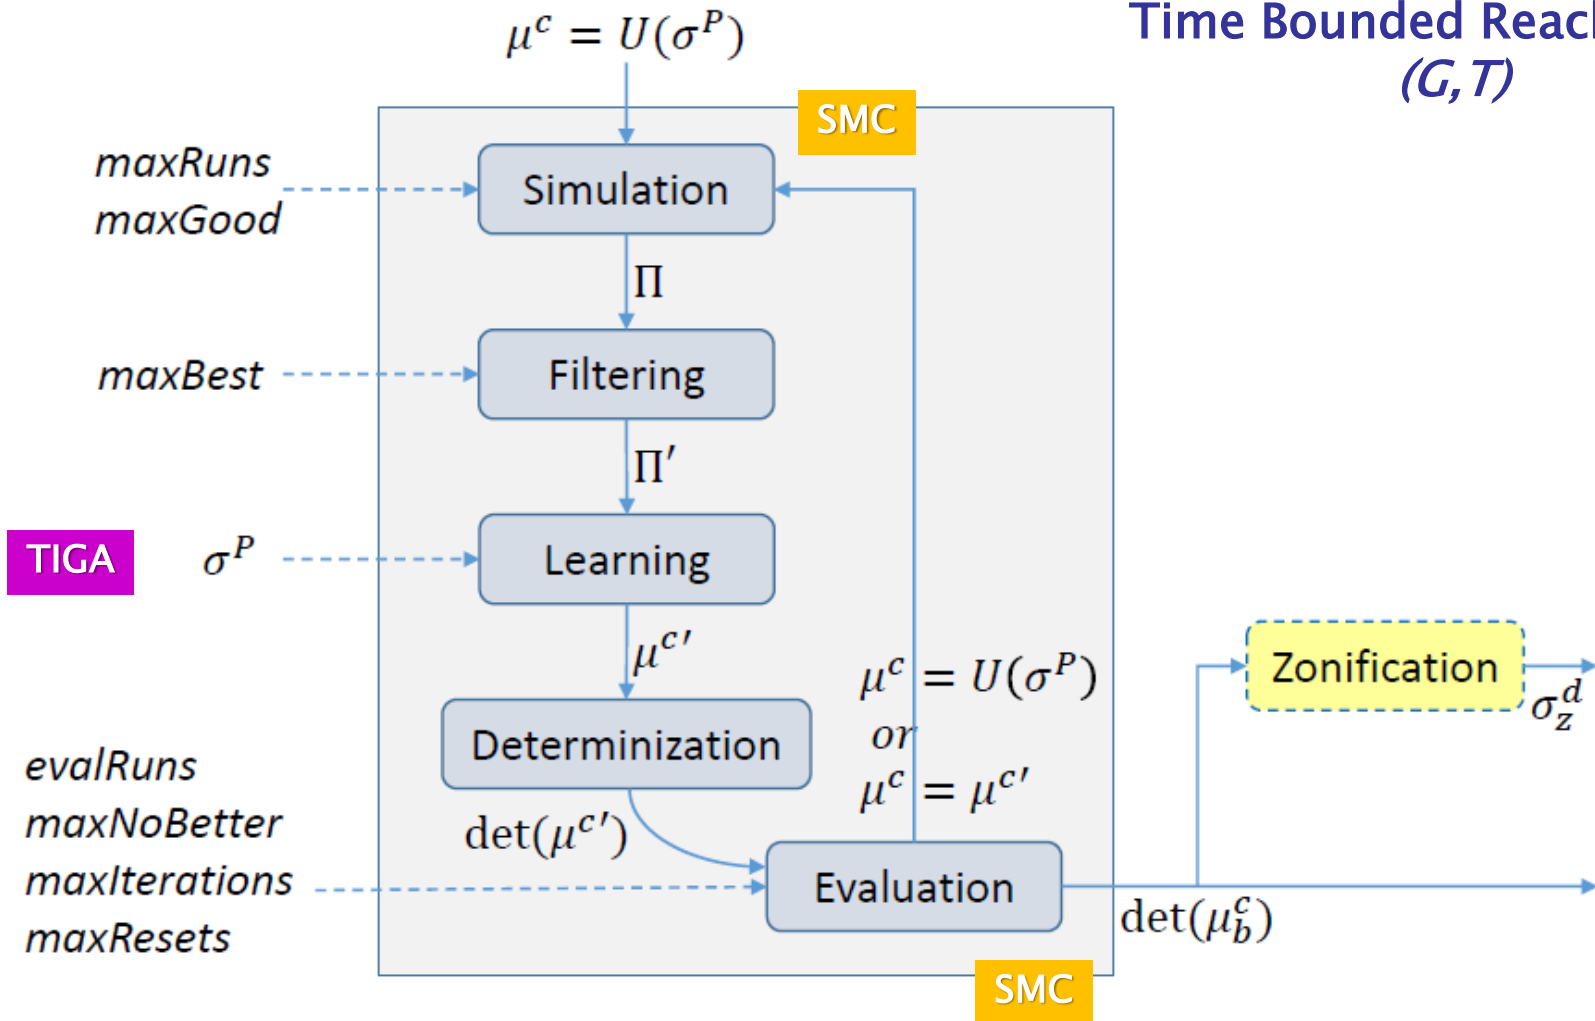 μ^c = U(σ^P)
Time Bounded Reach
(G,T)
SMC
maxRuns
maxGood
Simulation
Π
maxBest
Filtering
Π′
TIGA
σ^P
Learning
μ^c′
μ^c = U(σ^P)
or
μ^c = μ^c′
Zonification
σ_z^d
Determinization
evalRuns
maxNoBetter
maxIterations
maxResets
det(μ^c′)
Evaluation
det(μ_b^c)
SMC